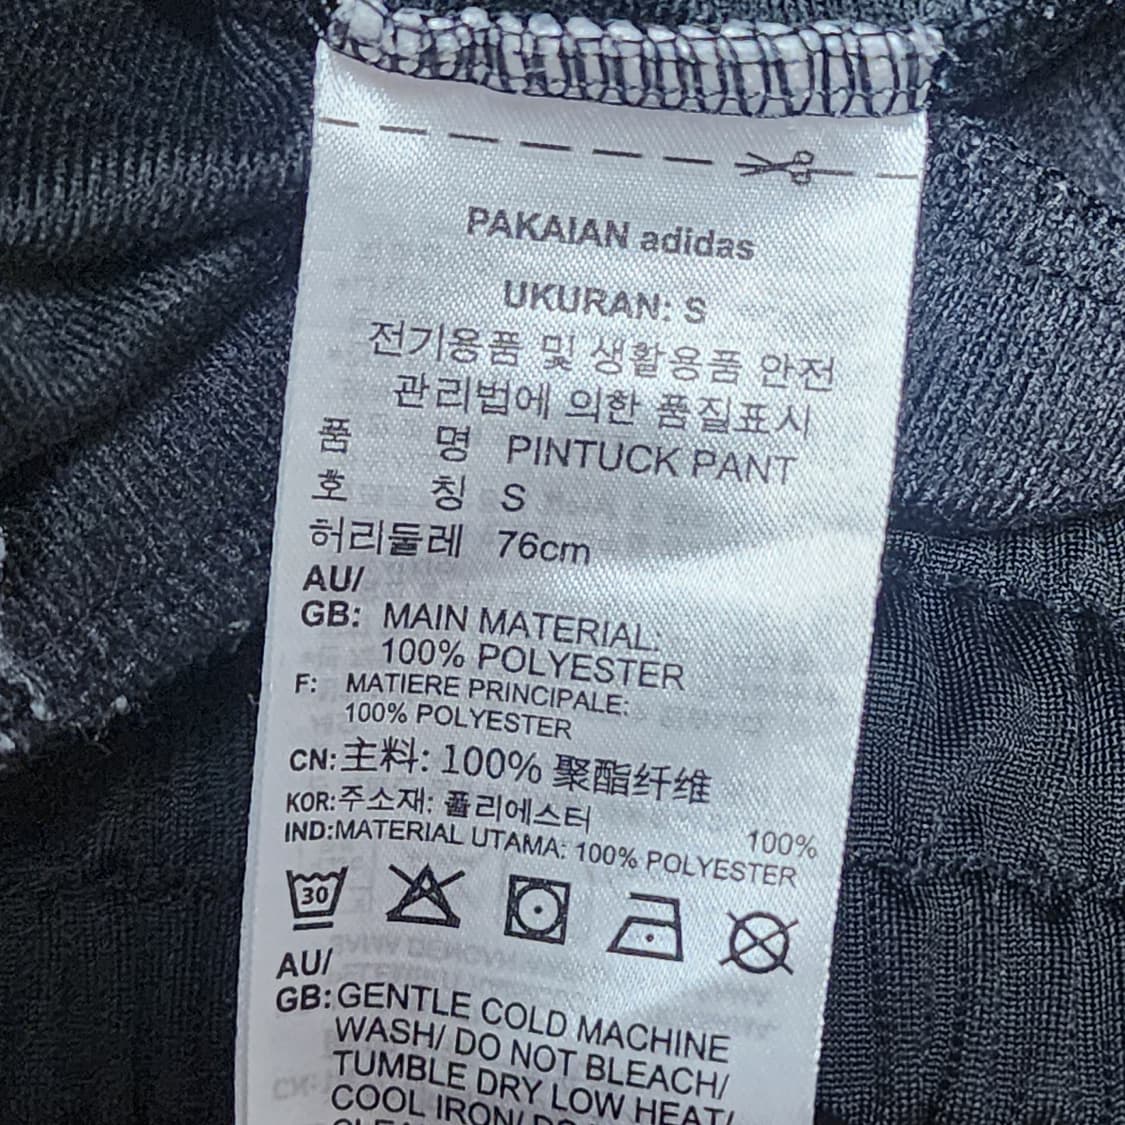 PAKAIAN adidas
UKURAN: S
전기용품 및 생활용품 안전
관리법에 의한 품질표시
품 명 PINTUCK PANT
호 칭 S
허리둘레 76cm
AU/
GB: MAIN MATERIAL:
100% POLYESTER
F: MATIERE PRINCIPALE:
100% POLYESTER
CN: 主料: 100% 聚酯纤维
KOR: 주소재: 폴리에스터 100%
IND: MATERIAL UTAMA: 100% POLYESTER
30
AU/
GB: GENTLE COLD MACHINE
WASH/ DO NOT BLEACH/
TUMBLE DRY LOW HEAT/
COOL IRON/